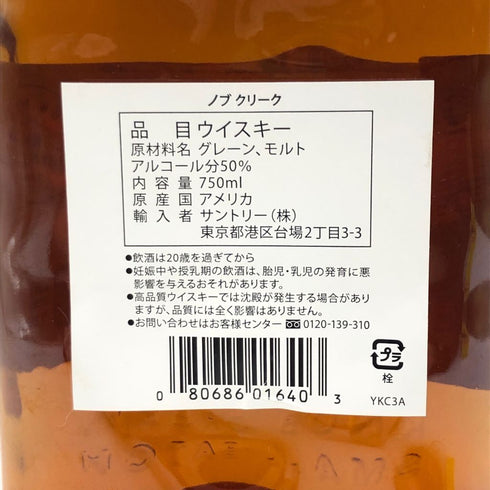 ノブ クリーク
品目 ウイスキー
原材料名 グレーン、モルト
アルコール分50%
内容量 750ml
原産国 アメリカ
輸入者 サントリー(株)
東京都港区台場2丁目3-3
●飲酒は20歳を過ぎてから
●妊娠中や授乳期の飲酒は、胎児・乳児の発育に悪
影響を与えるおそれがあります。
●高品質ウイスキーでは沈殿が発生する場合があり
ますが、品質には全く影響はありません。
●お問い合わせはお客様センター 0120-139-310
プラ
栓
0 80686 01640 3
YKC3A